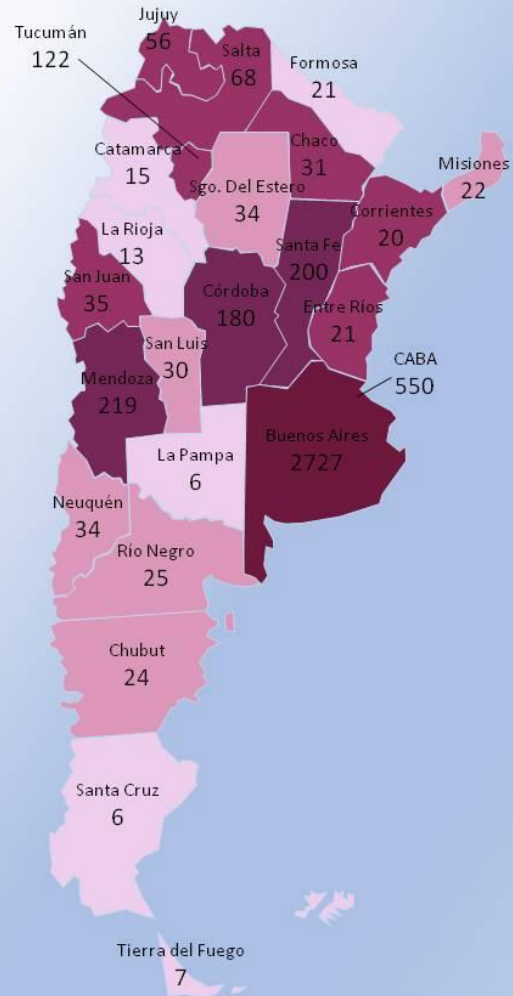 Jujuy
56
Tucumán
122
Salta
68
Formosa
21
Catamarca
15
Chaco
31
Misiones
22
Sgo. Del Estero
34
Corrientes
20
La Rioja
13
Santa Fe
200
San Juan
35
Córdoba
180
Entre Ríos
21
San Luis
30
Mendoza
219
CABA
550
Buenos Aires
2727
La Pampa
6
Neuquén
34
Río Negro
25
Chubut
24
Santa Cruz
6
Tierra del Fuego
7